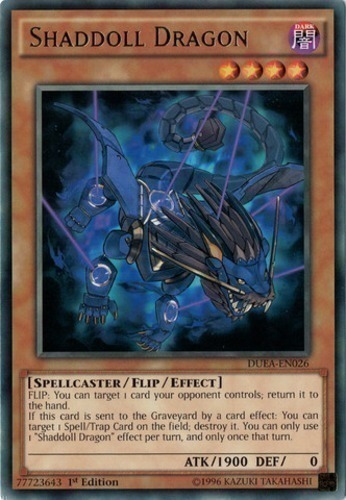 SHADDOLL DRAGON
DARK
闇
DUEA-EN026
[SPELLCASTER/FLIP/EFFECT]
FLIP: You can target 1 card your opponent controls; return it to
the hand.
If this card is sent to the Graveyard by a card effect: You can
target 1 Spell/Trap Card on the field; destroy it. You can only use
1 "Shaddoll Dragon" effect per turn, and only once that turn.
ATK/1900 DEF/ 0
77723643 1st Edition ©1996 KAZUKI TAKAHASHI